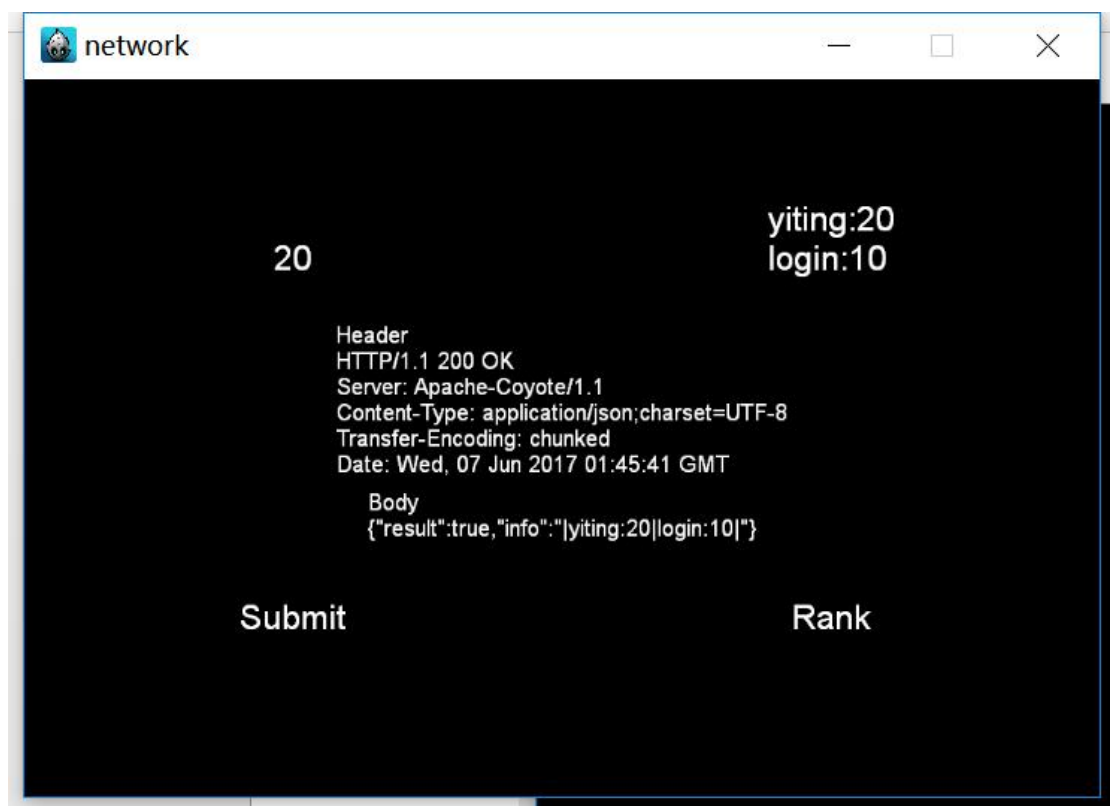 network
yiting:20
20
login:10
Header
HTTP/1.1 200 OK
Server: Apache-Coyote/1.1
Content-Type: application/json;charset=UTF-8
Transfer-Encoding: chunked
Date: Wed, 07 Jun 2017 01:45:41 GMT
Body
{"result":true,"info":"|yiting:20|login:10|"}
Submit
Rank